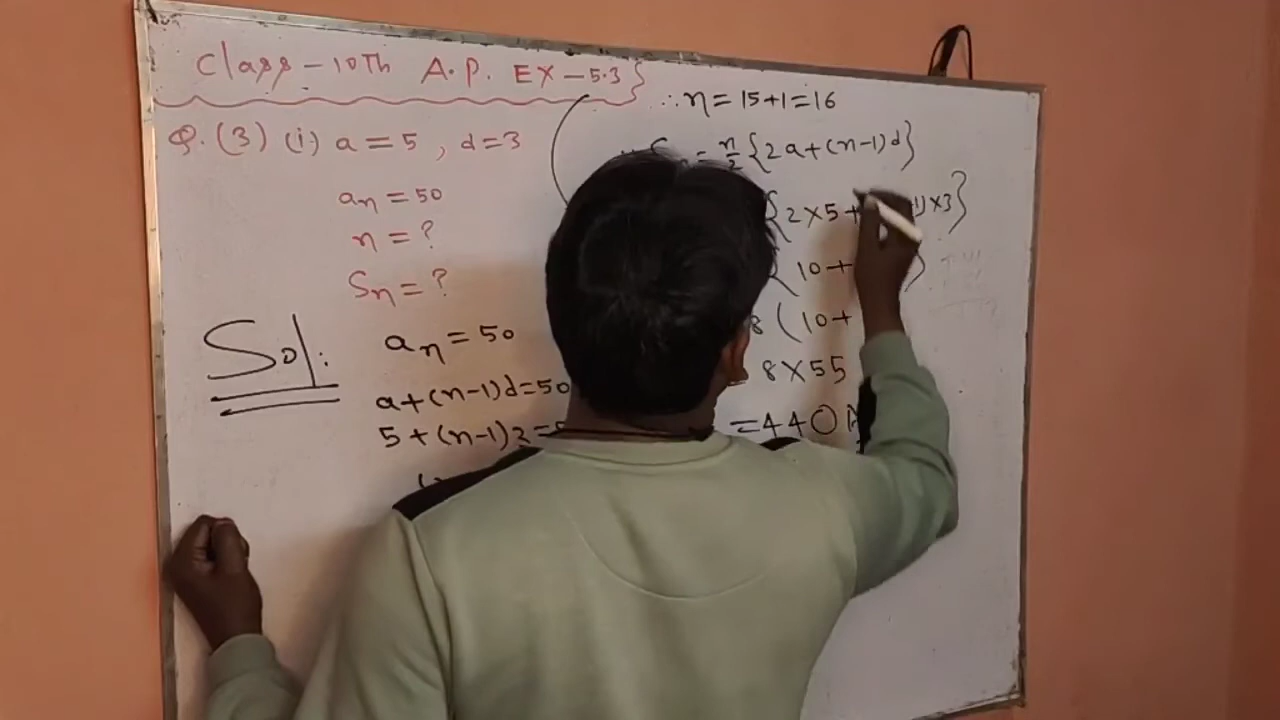 Class - 10Th A.P. EX - 5.3
Q. (3) (i) a = 5 , d = 3
an = 50
n = ?
Sn = ?
Sol:
an = 50
a + (n-1)d = 50
5 + (n-1)3 =
∴ n = 15+1 = 16
= n/2 {2a + (n-1)d}
{2×5+ 1)×3}
10+
8 (10+
8×55
= 440